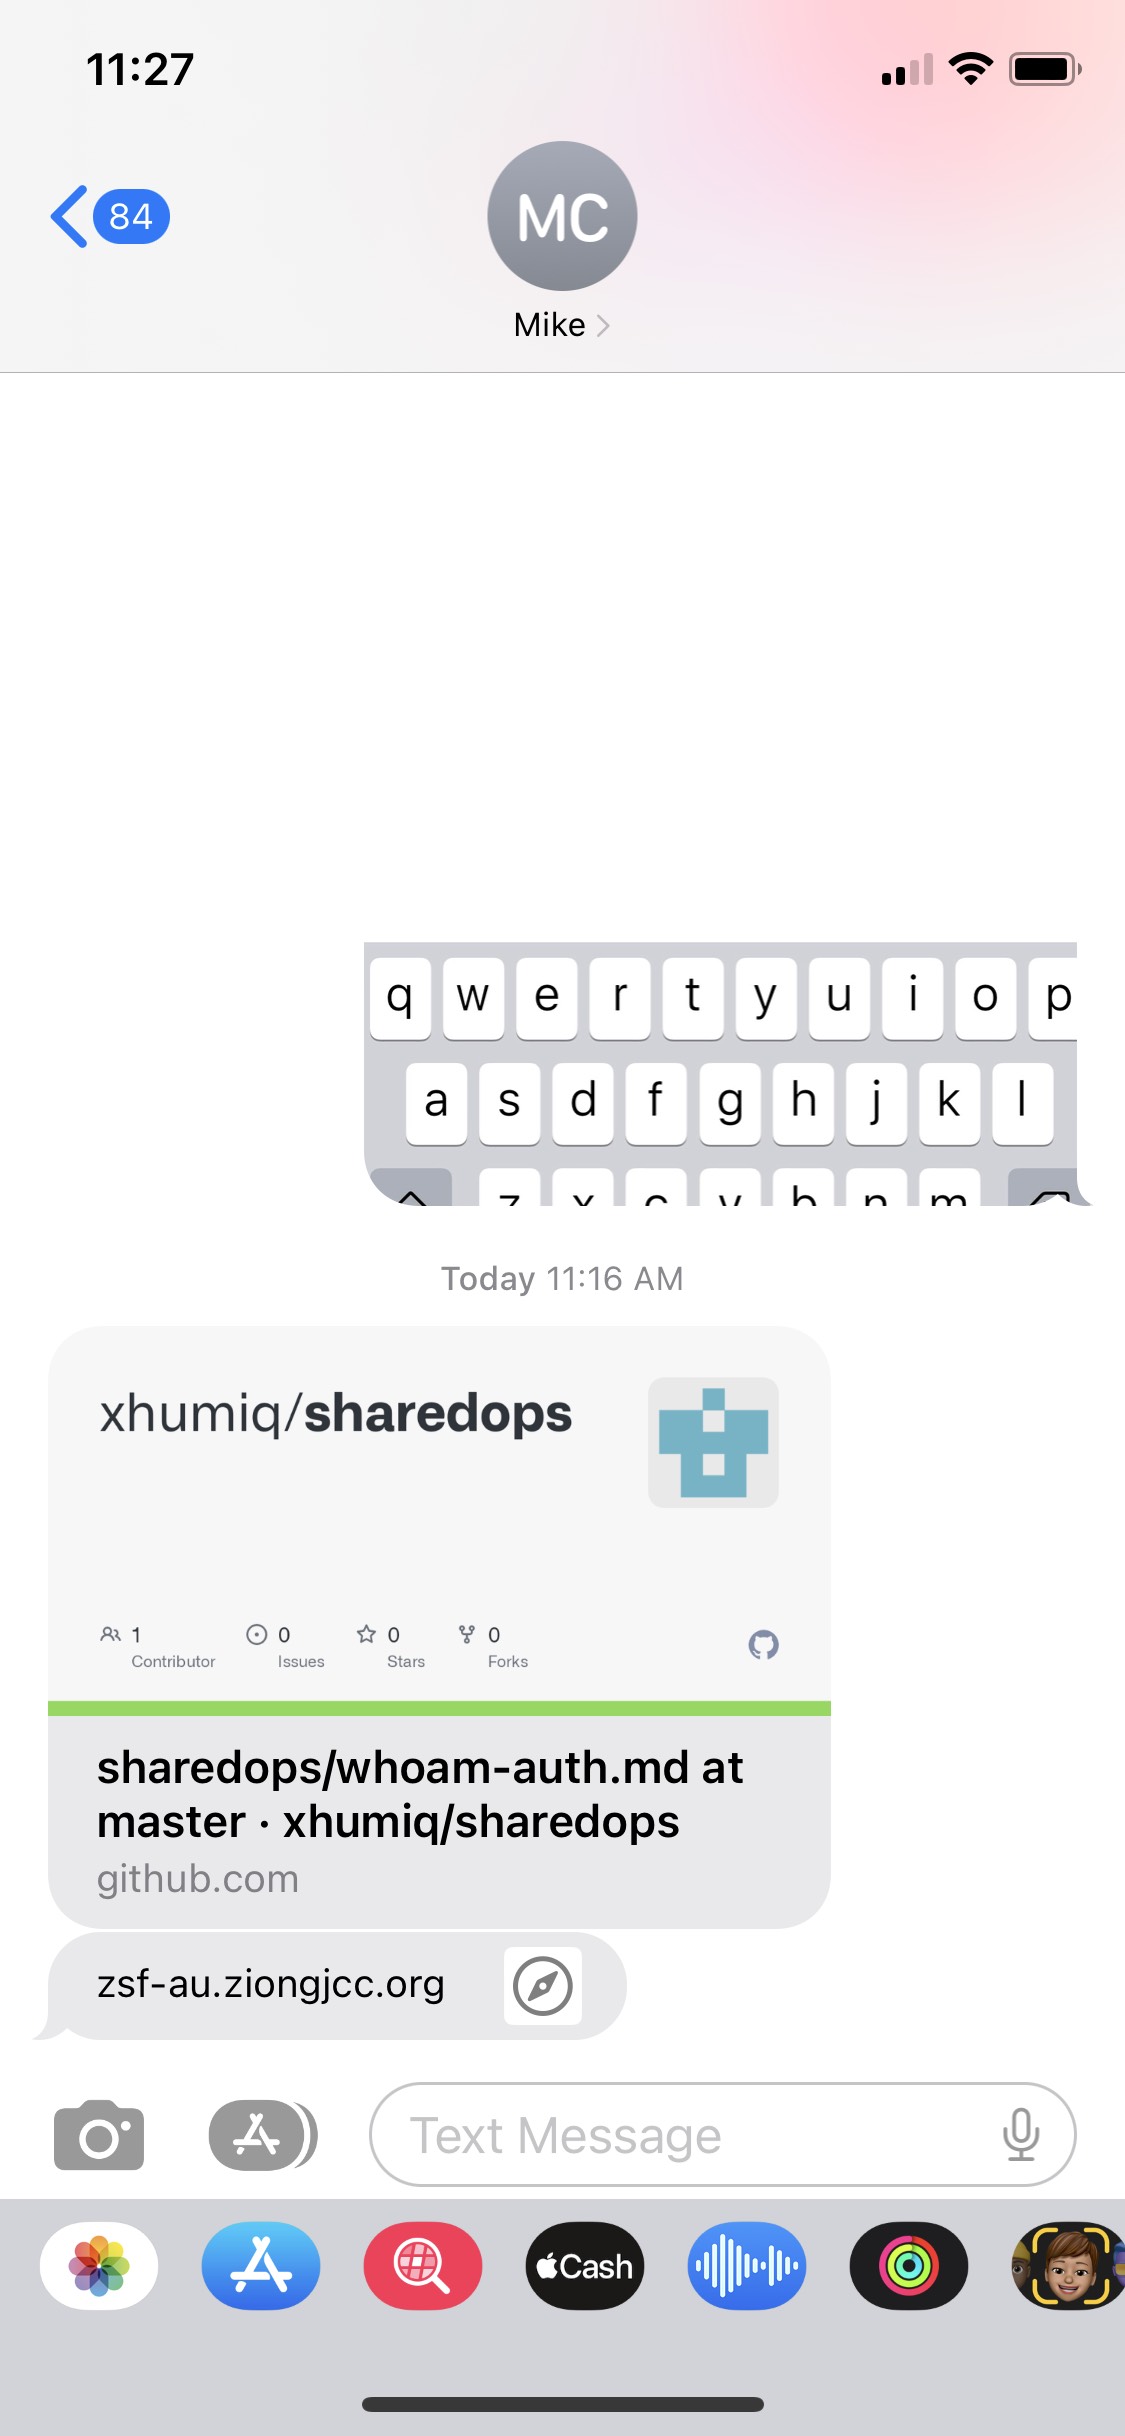 11:27
84
MC
Mike
q w e r t y u i o p
a s d f g h j k l
z x c v b n m
Today 11:16 AM
xhumiq/sharedops
1 0 0 0
Contributor Issues Stars Forks
sharedops/whoam-auth.md at
master · xhumiq/sharedops
github.com
zsf-au.ziongjcc.org
Text Message
Cash